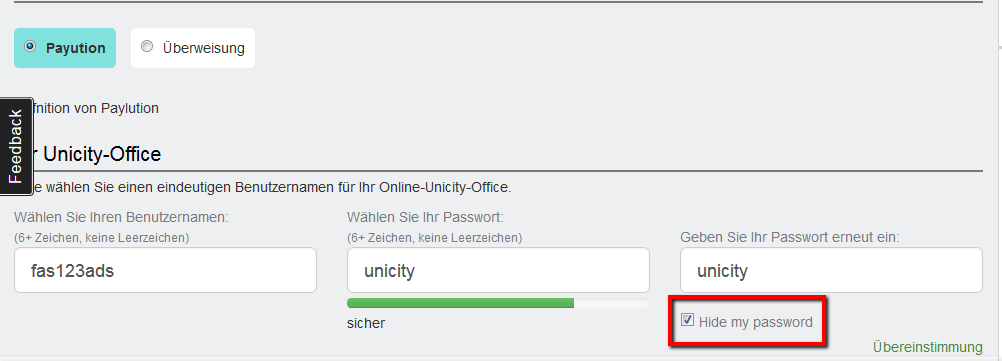 Payution
Überweisung
fnition von Paylution
Feedback
r Unicity-Office
e wählen Sie einen eindeutigen Benutzernamen für Ihr Online-Unicity-Office.
Wählen Sie Ihren Benutzernamen:
(6+ Zeichen, keine Leerzeichen)
fas123ads
Wählen Sie Ihr Passwort:
(6+ Zeichen, keine Leerzeichen)
unicity
sicher
Geben Sie Ihr Passwort erneut ein:
unicity
Hide my password
Übereinstimmung